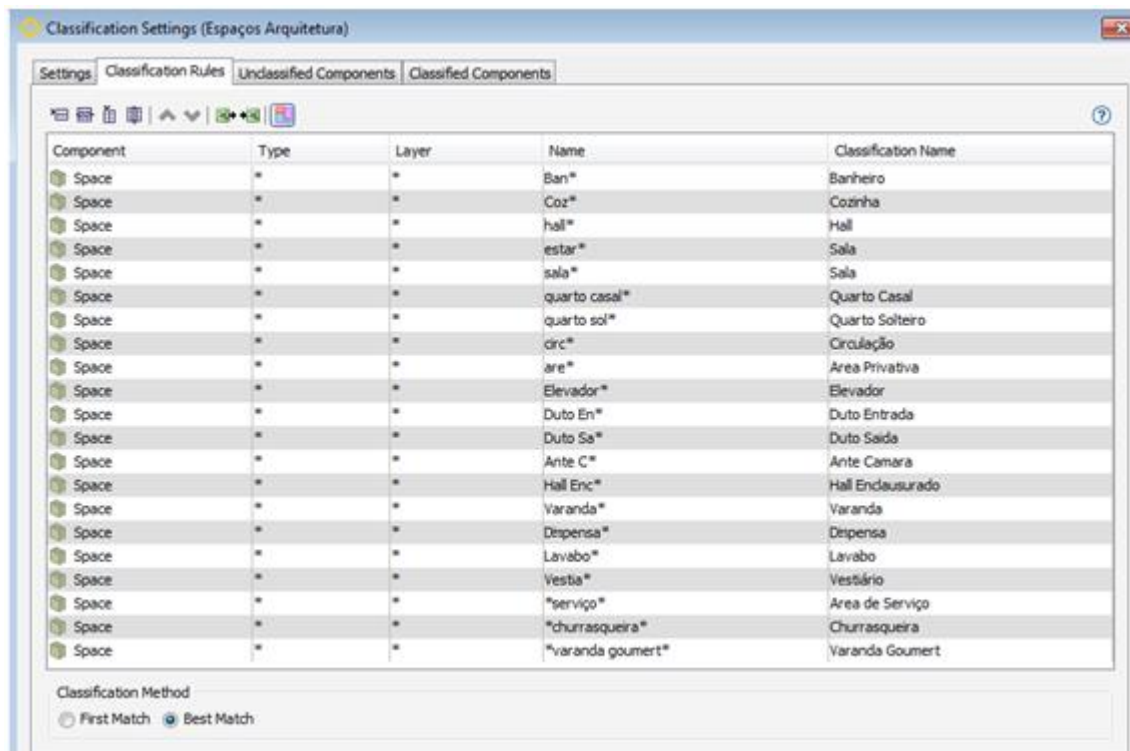 Classification Settings (Espaços Arquitetura)
Settings Classification Rules Unclassified Components Classified Components
Component Type Layer Name Classification Name
Space * * Ban* Banheiro
Space * * Coz* Cozinha
Space * * hall* Hall
Space * * estar* Sala
Space * * sala* Sala
Space * * quarto casal* Quarto Casal
Space * * quarto sol* Quarto Solteiro
Space * * circ* Circulação
Space * * are* Area Privativa
Space * * Elevador* Elevador
Space * * Duto En* Duto Entrada
Space * * Duto Sa* Duto Saida
Space * * Ante C* Ante Camara
Space * * Hall Enc* Hall Enclausurado
Space * * Varanda* Varanda
Space * * Dispensa* Dispensa
Space * * Lavabo* Lavabo
Space * * Vestia* Vestiário
Space * * *serviço* Area de Serviço
Space * * *churrasqueira* Churrasqueira
Space * * *varanda goumert* Varanda Goumert
Classification Method
First Match Best Match